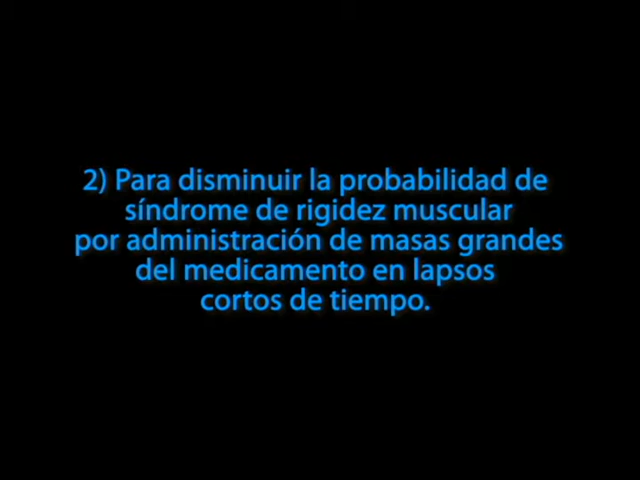 2) Para disminuir la probabilidad de
síndrome de rigidez muscular
por administración de masas grandes
del medicamento en lapsos
cortos de tiempo.